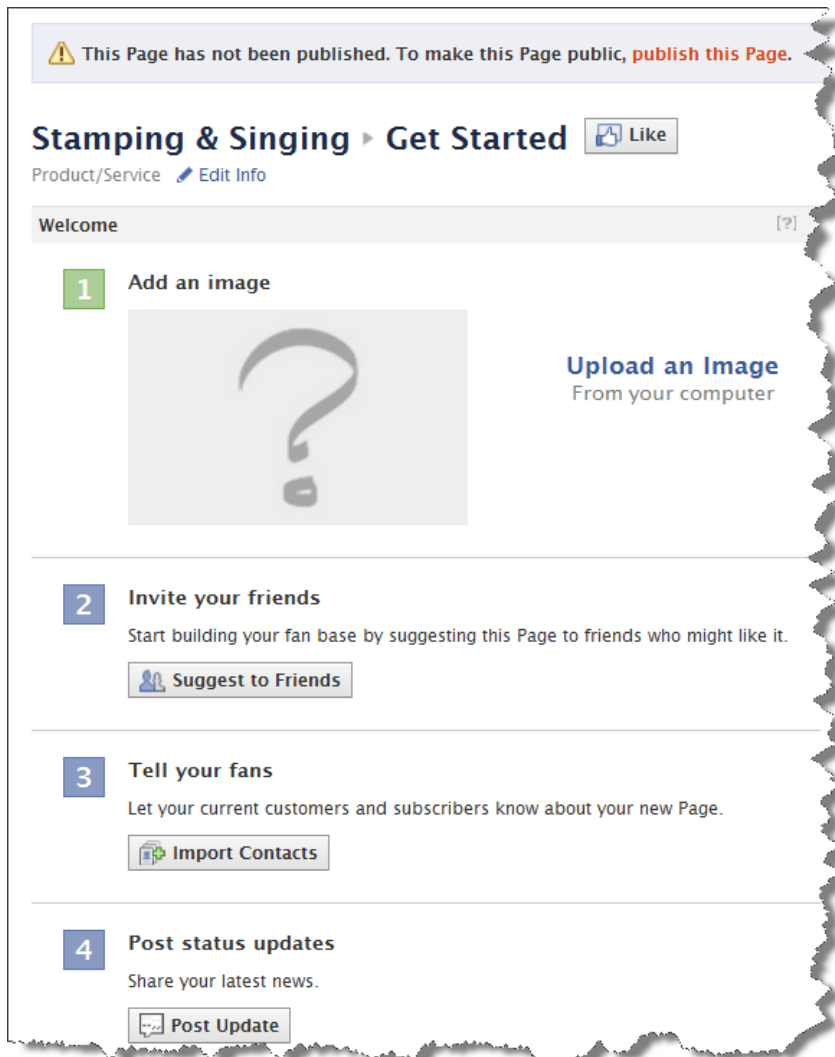 This Page has not been published. To make this Page public, publish this Page.
Stamping & Singing ▸ Get Started Like
Product/Service Edit Info
Welcome [?]
1 Add an image
?
Upload an Image
From your computer
2 Invite your friends
Start building your fan base by suggesting this Page to friends who might like it.
Suggest to Friends
3 Tell your fans
Let your current customers and subscribers know about your new Page.
Import Contacts
4 Post status updates
Share your latest news.
Post Update